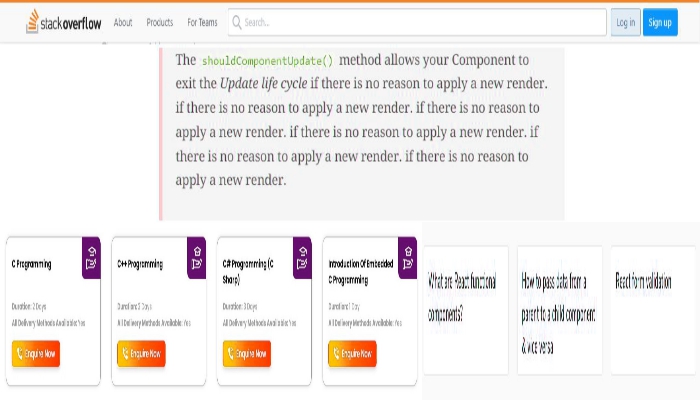 stackoverflow About Products For Teams Search... Log in Sign up
The shouldComponentUpdate() method allows your Component to
exit the Update life cycle if there is no reason to apply a new render.
if there is no reason to apply a new render. if there is no reason to
apply a new render. if there is no reason to apply a new render. if
there is no reason to apply a new render. if there is no reason to
apply a new render.
C Programming
Duration: 2 Days
All Delivery Methods Available: Yes
Enquire Now
C++ Programming
Duration: 5 Days
All Delivery Methods Available: Yes
Enquire Now
C# Programming (C
Sharp)
Duration: 3 Days
All Delivery Methods Available: Yes
Enquire Now
Introduction Of Embedded
C Programming
Duration: 1 Day
All Delivery Methods Available: Yes
Enquire Now
What are React functional
components?
How to pass data from a
parent to a child component
& vice versa
React form validation